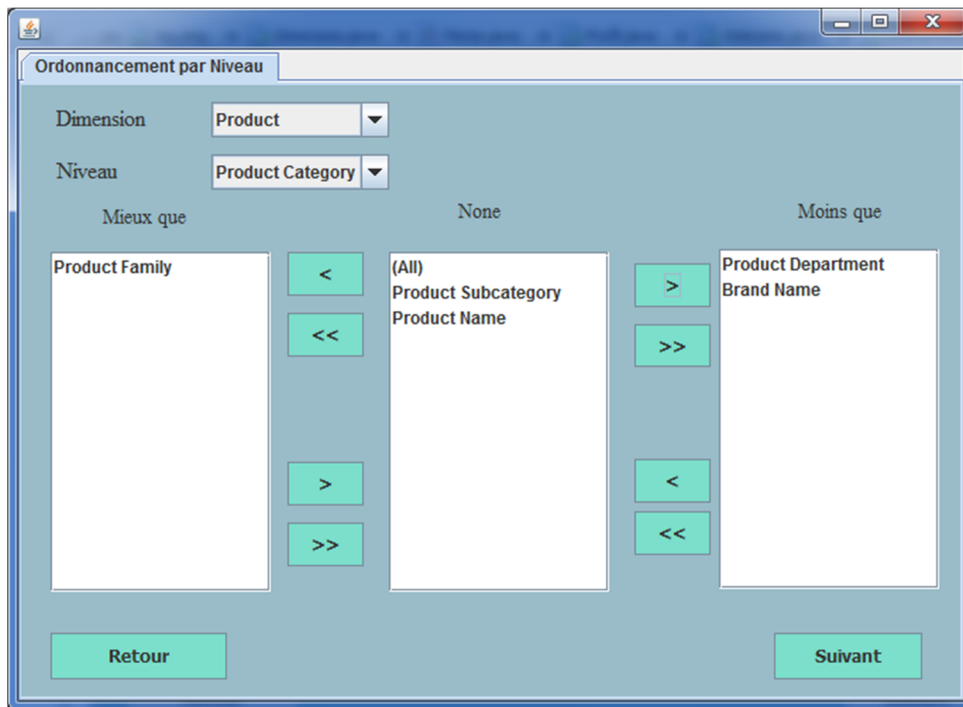 Ordonnancement par Niveau
Dimension Product
Niveau Product Category
Mieux que None Moins que
Product Family
(All)
Product Subcategory
Product Name
Product Department
Brand Name
<
<<
>
>>
>
>>
<
<<
Retour Suivant